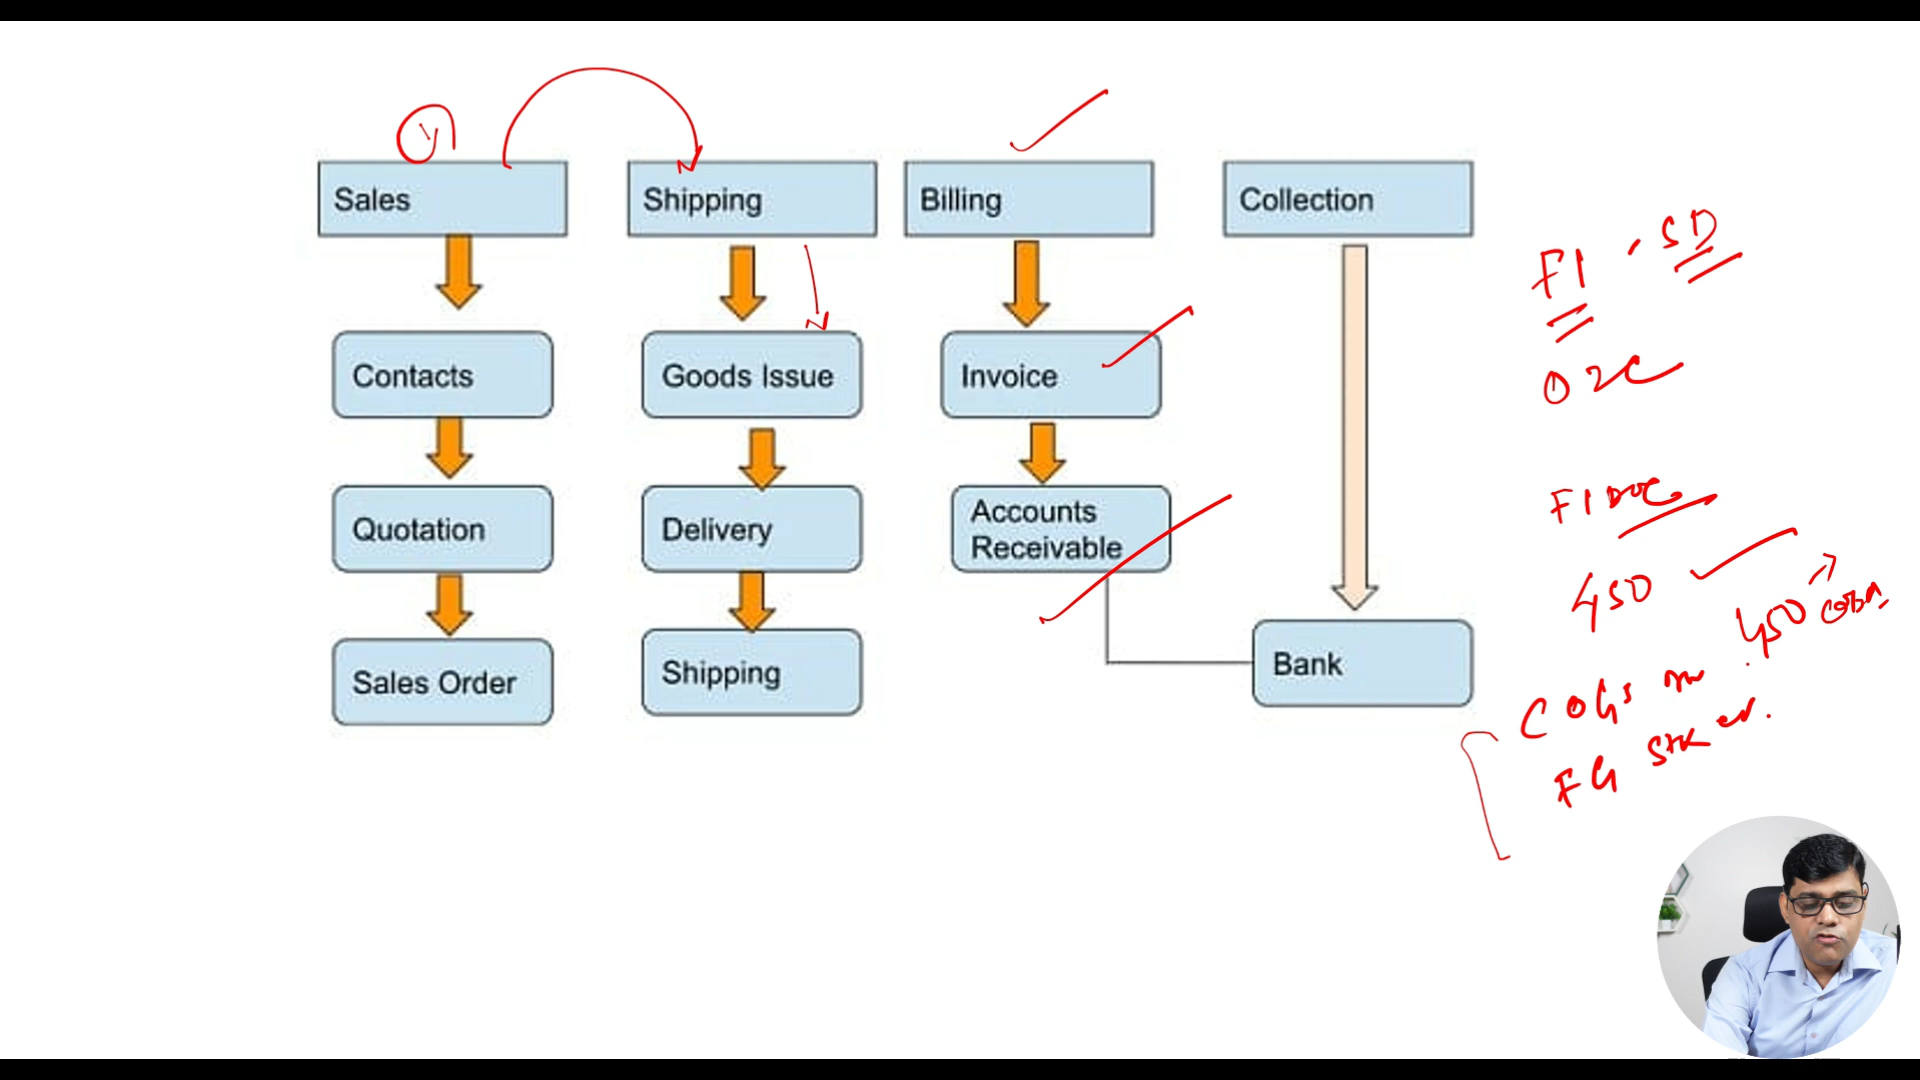 Sales
Shipping
Billing
Collection
Contacts
Goods Issue
Invoice
Quotation
Delivery
Accounts
Receivable
Sales Order
Shipping
Bank
FI - SD
O2C
FI DOC
450
450
COGS
FG Stk